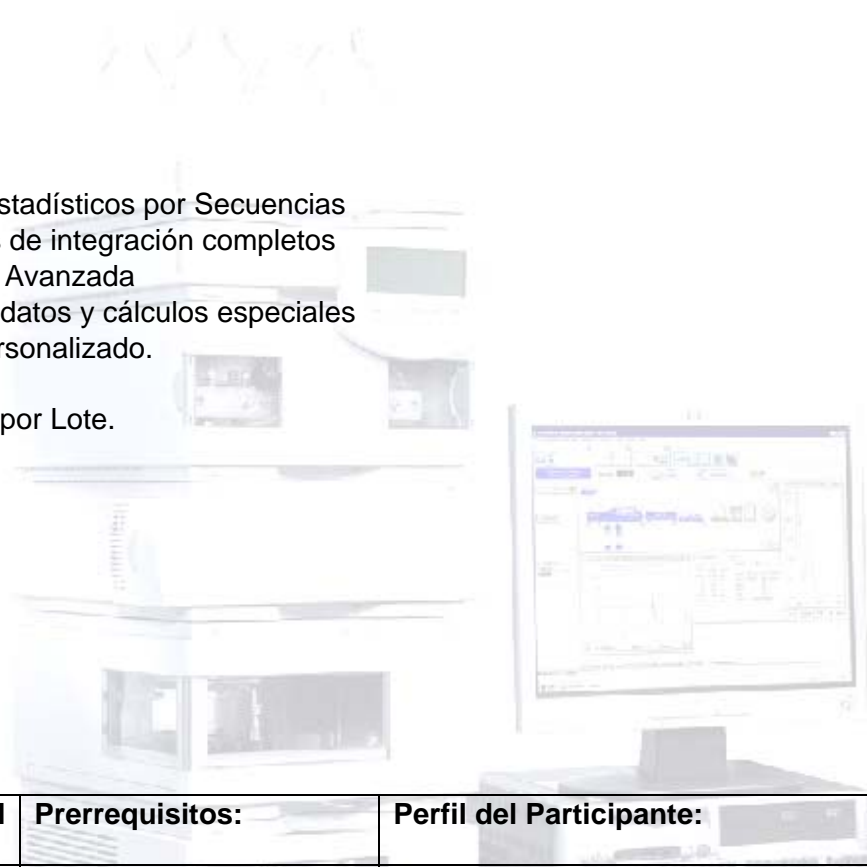 stadísticos por Secuencias
de integración completos
Avanzada
datos y cálculos especiales
rsonalizado.
por Lote.
Prerrequisitos:
Perfil del Participante: